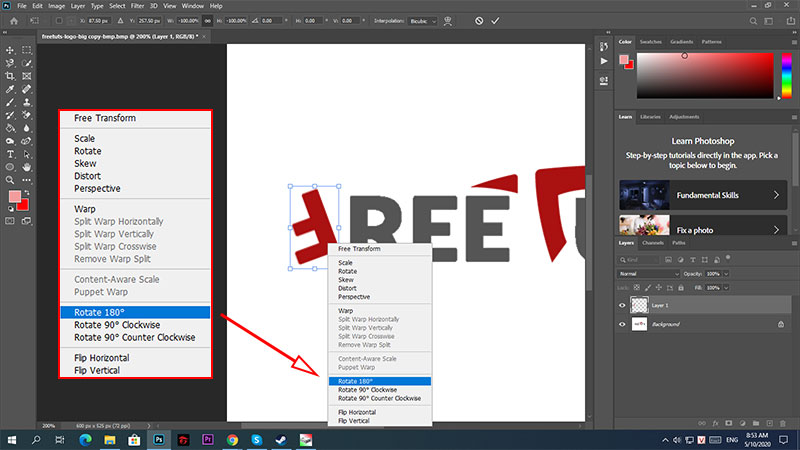 File Edit Image Layer Type Select Filter 3D View Window Help
X: 87.50 px Y: 257.50 px W: -100.00% H: -100.00% 0.00 H: 0.00 V: 0.00 Interpolation: Bicubic
freetuts-logo-big copy-bmp.bmp @ 200% (Layer 1, RGB/8) *
Free Transform
Scale
Rotate
Skew
Distort
Perspective
Warp
Split Warp Horizontally
Split Warp Vertically
Split Warp Crosswise
Remove Warp Split
Content-Aware Scale
Puppet Warp
Rotate 180°
Rotate 90° Clockwise
Rotate 90° Counter Clockwise
Flip Horizontal
Flip Vertical
F REE
Free Transform
Scale
Rotate
Skew
Distort
Perspective
Warp
Split Warp Horizontally
Split Warp Vertically
Split Warp Crosswise
Remove Warp Split
Content-Aware Scale
Puppet Warp
Rotate 180°
Rotate 90° Clockwise
Rotate 90° Counter Clockwise
Flip Horizontal
Flip Vertical
Color Swatches Gradients Patterns
Learn Libraries Adjustments
Learn Photoshop
Step-by-step tutorials directly in the app. Pick a
topic below to begin.
Fundamental Skills
Fix a photo
Layers Channels Paths
Kind
Normal Opacity: 100%
Lock: Fill: 100%
Layer 1
Background
200% 600 px x 525 px (72 ppi)
ENG
8:53 AM
5/10/2020